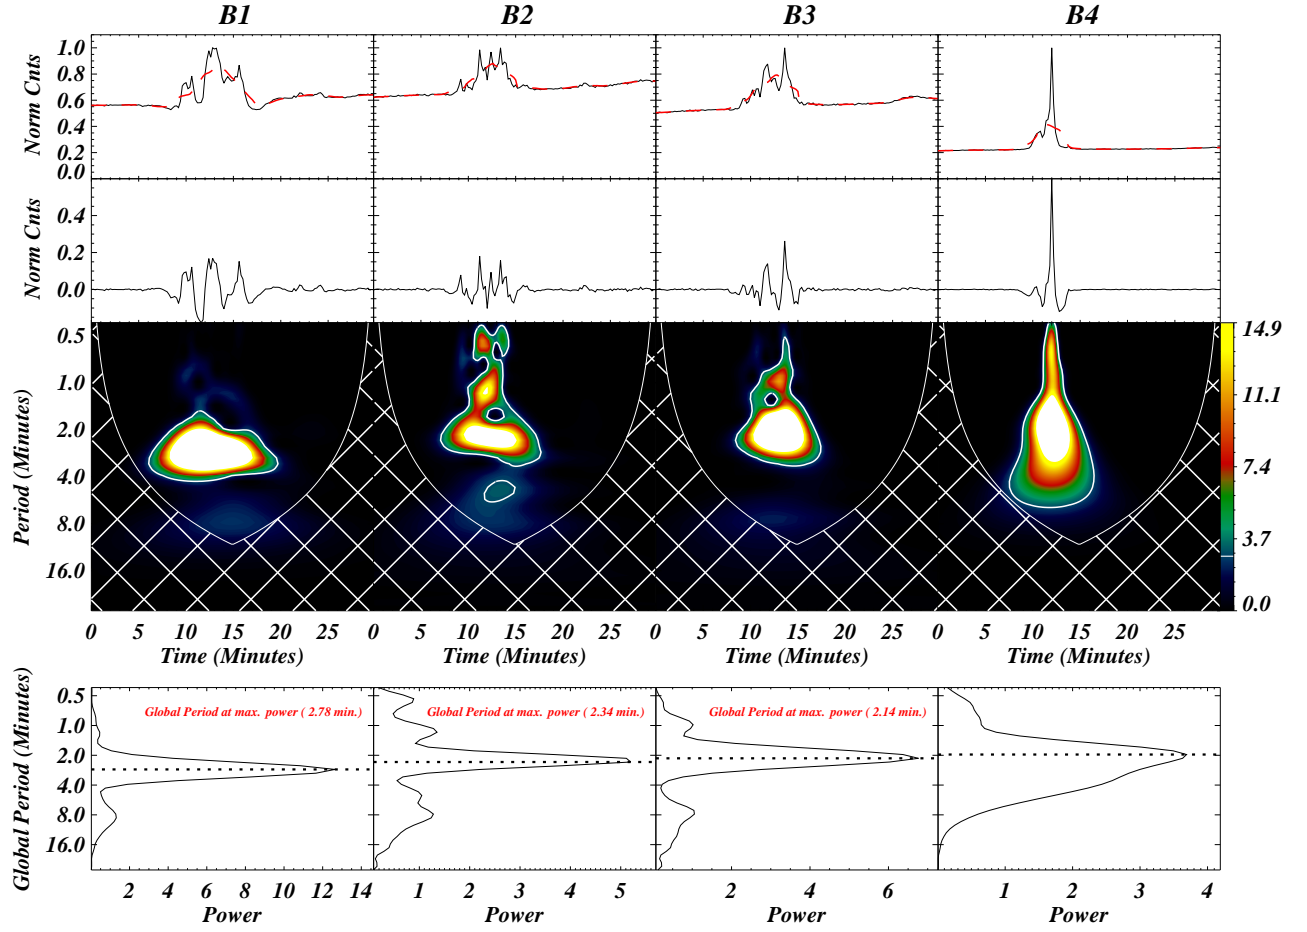 B1 B2 B3 B4
Norm Cnts
1.0
0.8
0.6
0.4
0.2
0.0
Norm Cnts
0.4
0.2
0.0
Period (Minutes)
0.5
1.0
2.0
4.0
8.0
16.0
14.9
11.1
7.4
3.7
0.0
0 5 10 15 20 25 0 5 10 15 20 25 0 5 10 15 20 25 0 5 10 15 20 25
Time (Minutes) Time (Minutes) Time (Minutes) Time (Minutes)
Global Period (Minutes)
0.5
1.0
2.0
4.0
8.0
16.0
Global Period at max. power ( 2.78 min.)
Global Period at max. power ( 2.34 min.)
Global Period at max. power ( 2.14 min.)
2 4 6 8 10 12 14 1 2 3 4 5 2 4 6 1 2 3 4
Power Power Power Power